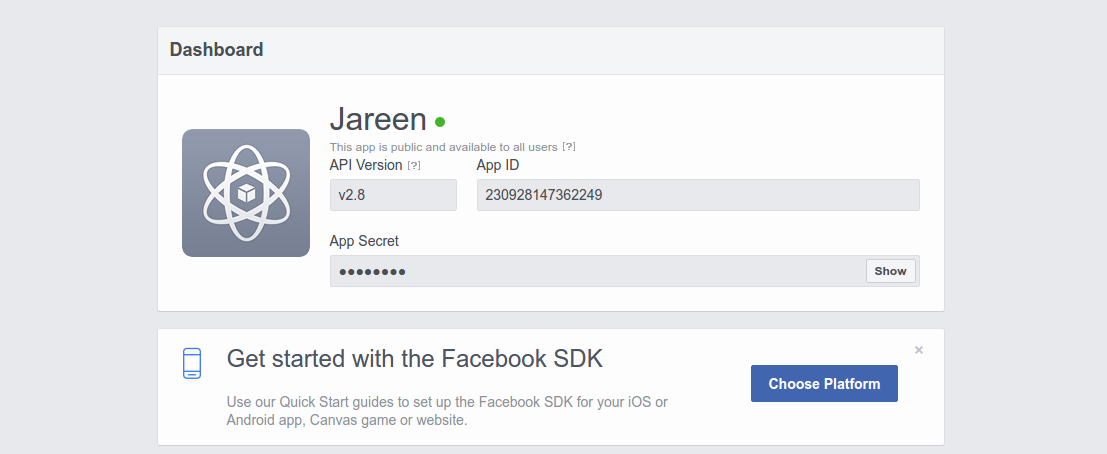 Dashboard
Jareen
This app is public and available to all users [?]
API Version [?] App ID
v2.8 230928147362249
App Secret
●●●●●●●● Show
Get started with the Facebook SDK
×
Choose Platform
Use our Quick Start guides to set up the Facebook SDK for your iOS or
Android app, Canvas game or website.